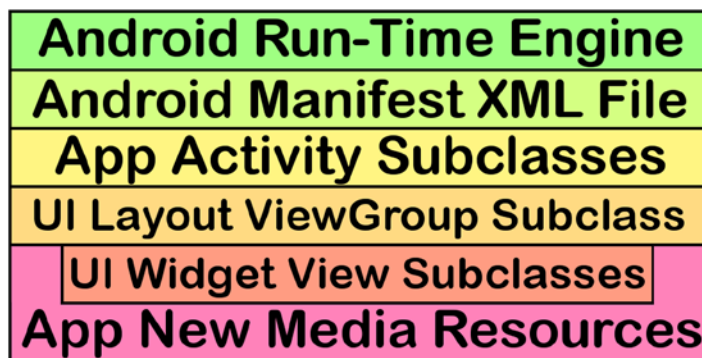 Android Run-Time Engine
Android Manifest XML File
App Activity Subclasses
UI Layout ViewGroup Subclass
UI Widget View Subclasses
App New Media Resources